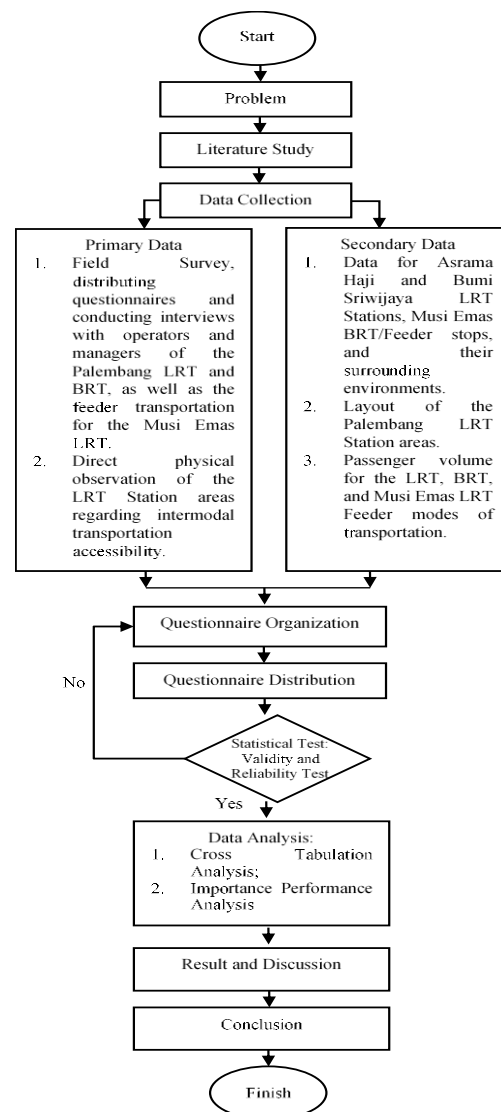 Start
Problem
Literature Study
Data Collection
Primary Data
1. Field Survey,
distributing
questionnaires and
conducting interviews
with operators and
managers of the
Palembang LRT and
BRT, as well as the
feeder transportation
for the Musi Emas
LRT.
2. Direct physical
observation of the
LRT Station areas
regarding intermodal
transportation
accessibility.
Secondary Data
1. Data for Asrama
Haji and Bumi
Sriwijaya LRT
Stations, Musi Emas
BRT/Feeder stops,
and their
surrounding
environments.
2. Layout of the
Palembang LRT
Station areas.
3. Passenger volume
for the LRT, BRT,
and Musi Emas LRT
Feeder modes of
transportation.
Questionnaire Organization
No
Questionnaire Distribution
Statistical Test:
Validity and
Reliability Test
Yes
Data Analysis:
1. Cross Tabulation
Analysis;
2. Importance Performance
Analysis
Result and Discussion
Conclusion
Finish